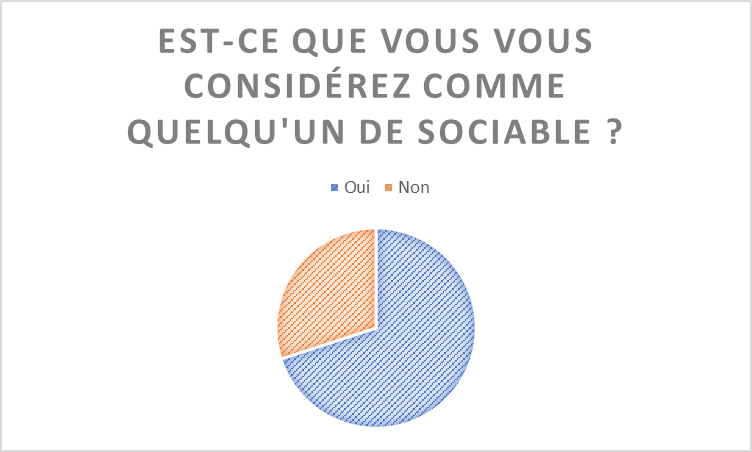 EST-CE QUE VOUS VOUS
CONSIDÉREZ COMME
QUELQU'UN DE SOCIABLE ?
Oui Non